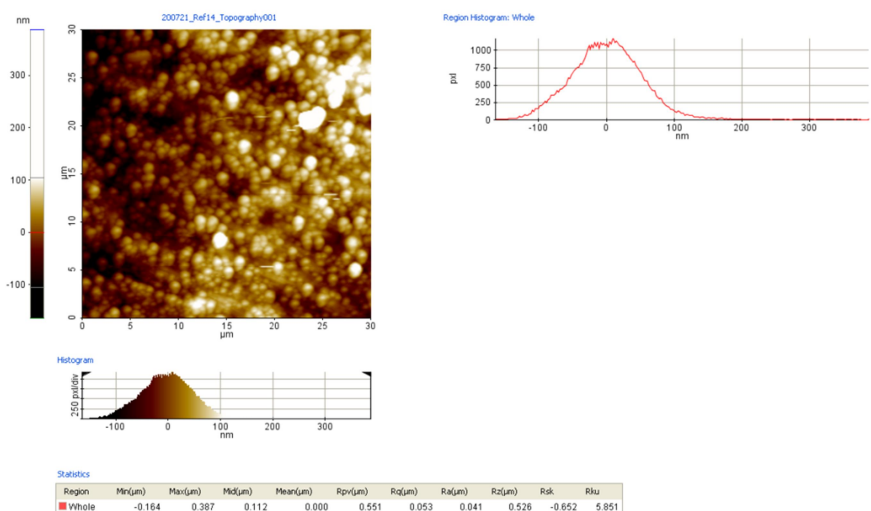 200721_Ref14_Topography001
nm
300
200
100
0
-100
30
25
20
15
10
5
0
µm
0 5 10 15 20 25 30
µm
Region Histogram: Whole
1000
750
500
250
0
pxl
-100 0 100 200 300
nm
Histogram
250 pxl/div
-100 0 100 200 300
nm
Statistics
Region Min(µm) Max(µm) Mid(µm) Mean(µm) Rpv(µm) Rq(µm) Ra(µm) Rz(µm) Rsk Rku
Whole -0.164 0.387 0.112 0.000 0.551 0.053 0.041 0.526 -0.652 5.851